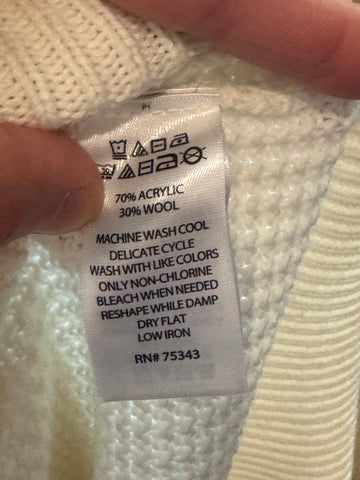 70% ACRYLIC
30% WOOL
MACHINE WASH COOL
DELICATE CYCLE
WASH WITH LIKE COLORS
ONLY NON-CHLORINE
BLEACH WHEN NEEDED
RESHAPE WHILE DAMP
DRY FLAT
LOW IRON
RN# 75343